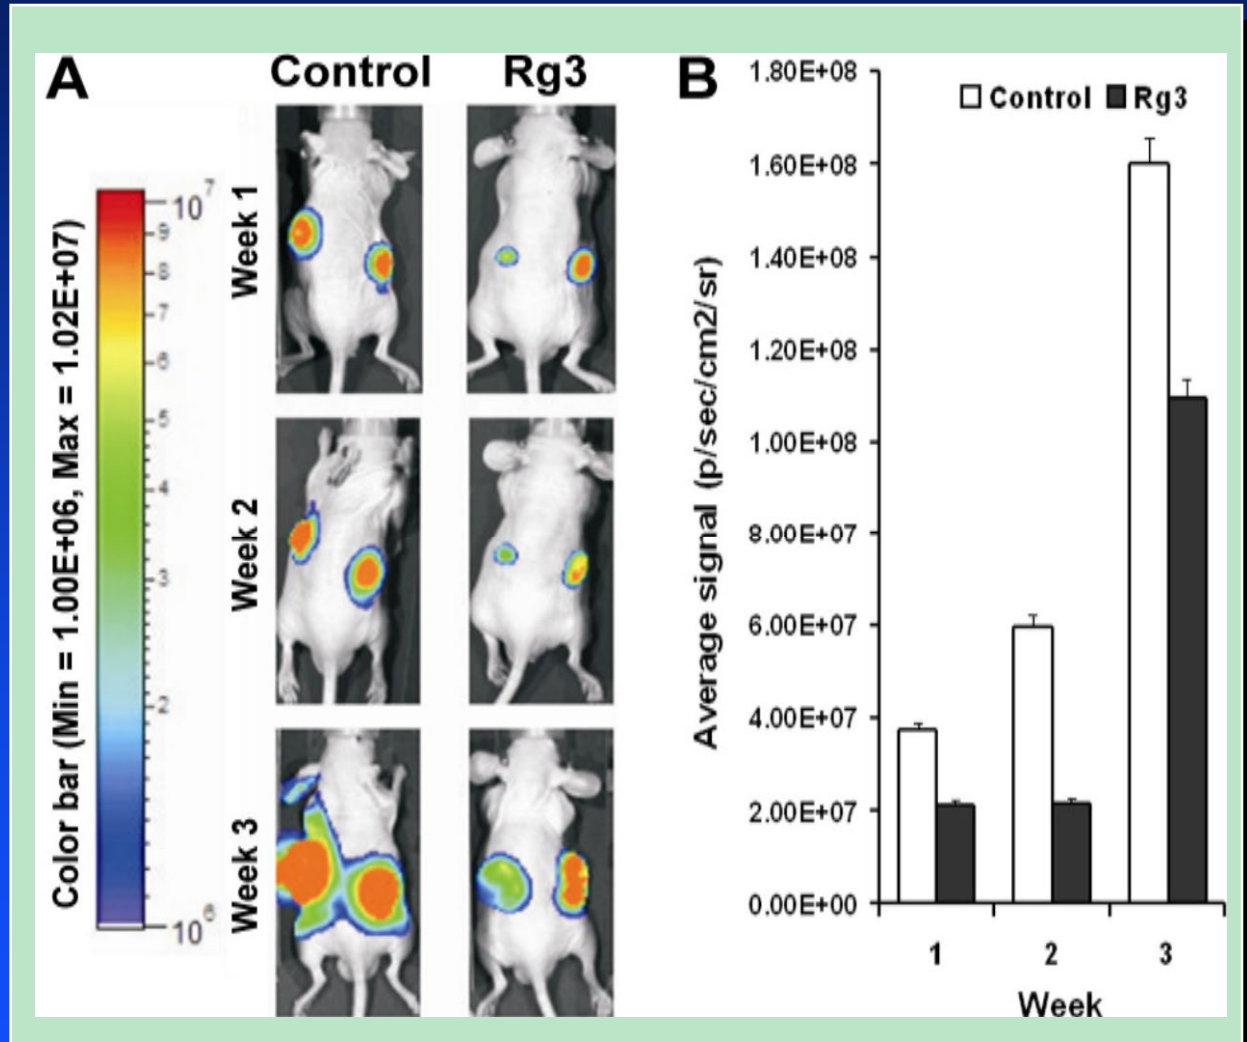 A
Control
Rg3
Color bar (Min = 1.00E+06, Max = 1.02E+07)
10^7
9
8
7
6
5
4
3
2
10^6
Week 1
Week 2
Week 3
B
Control
Rg3
Average signal (p/sec/cm2/sr)
1.80E+08
1.60E+08
1.40E+08
1.20E+08
1.00E+08
8.00E+07
6.00E+07
4.00E+07
2.00E+07
0.00E+00
1 2 3
Week